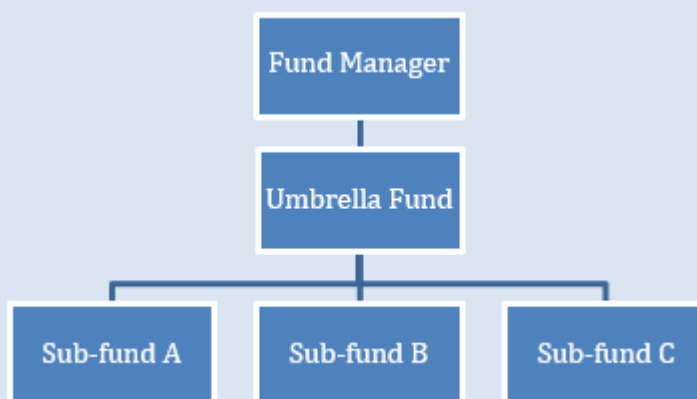 Fund Manager
Umbrella Fund
Sub-fund A
Sub-fund B
Sub-fund C